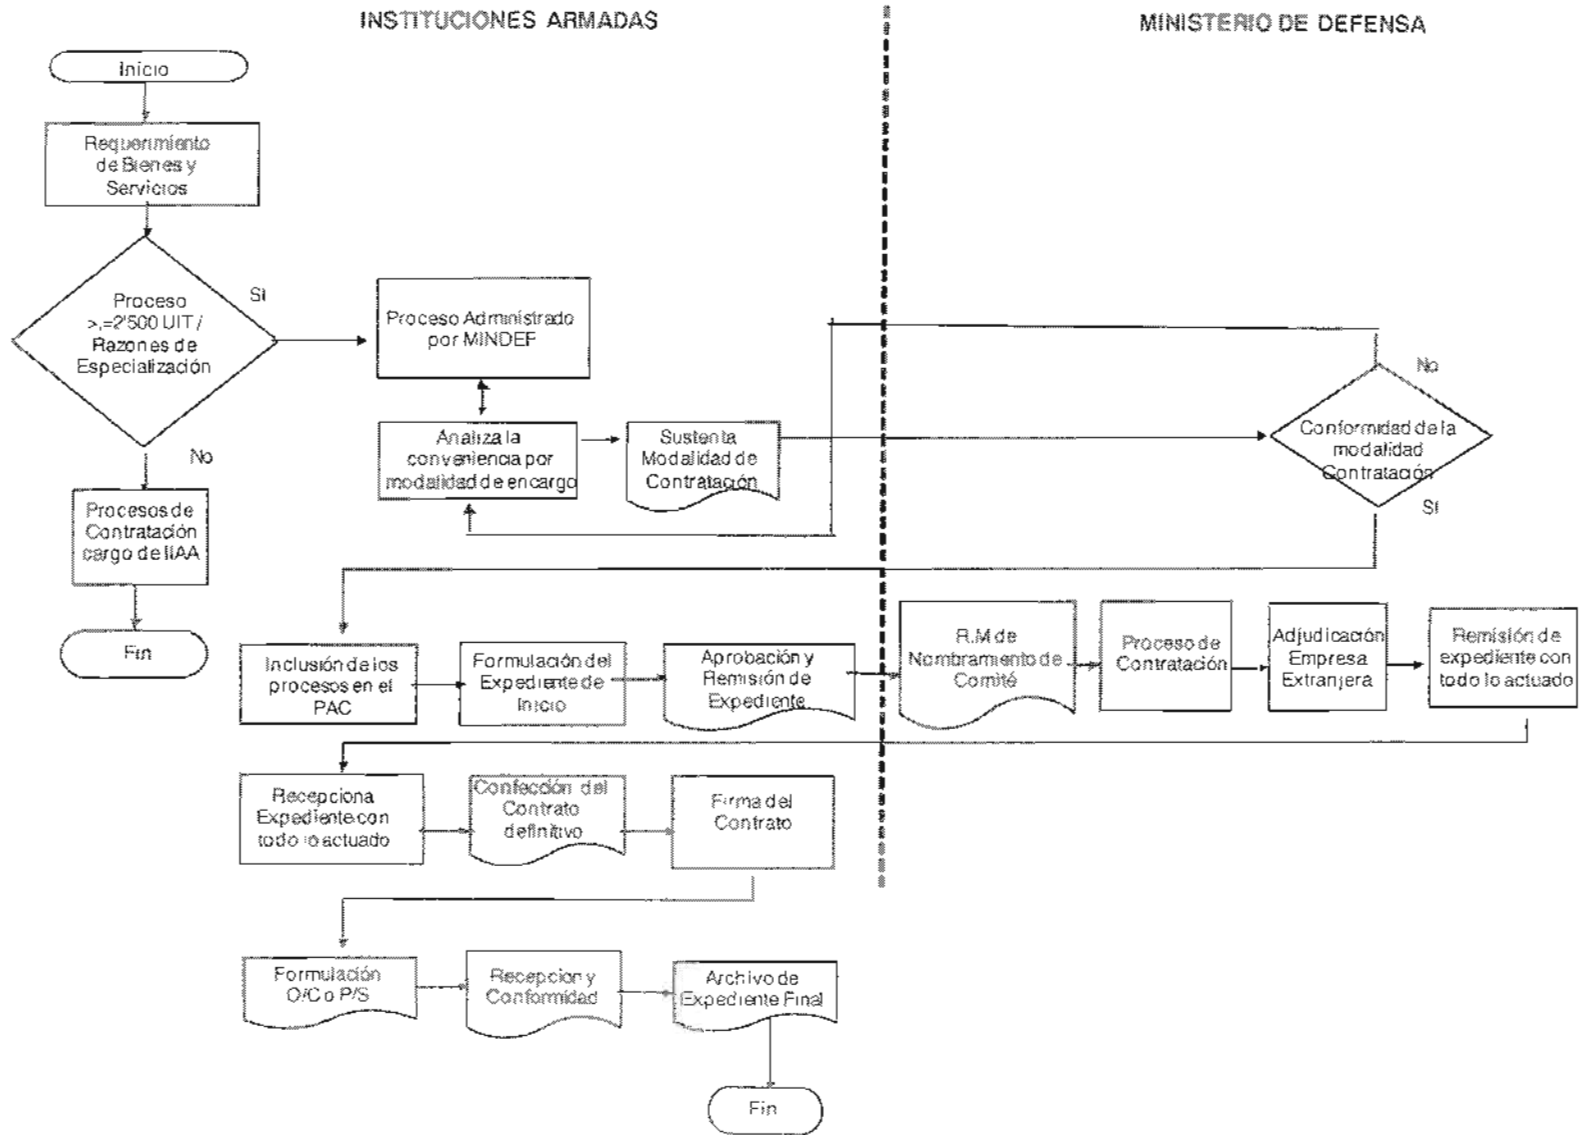 INSTITUCIONES ARMADAS
MINISTERIO DE DEFENSA
Inicio
Requerimiento
de Bienes y
Servicios
Proceso
>,=2'500 UIT /
Razones de
Especialización
SI
No
Procesos de
Contratación
cargo de IIAA
Fin
Proceso Administrado
por MINDEF
Analiza la
conveniencia por
modalidad de encargo
Sustenta
Modalidad de
Contratación
No
Conformidad de la
modalidad
Contratación
SI
Inclusión de los
procesos en el
PAC
Formulación del
Expediente de
Inicio
Aprobación y
Remisión de
Expediente
R.M de
Nombramiento de
Comité
Proceso de
Contratación
Adjudicación
Empresa
Extranjera
Remisión de
expediente con
todo lo actuado
Recepciona
Expediente con
todo lo actuado
Confección del
Contrato
definitivo
Firma del
Contrato
Formulación
O/C o P/S
Recepcion y
Conformidad
Archivo de
Expediente Final
Fin